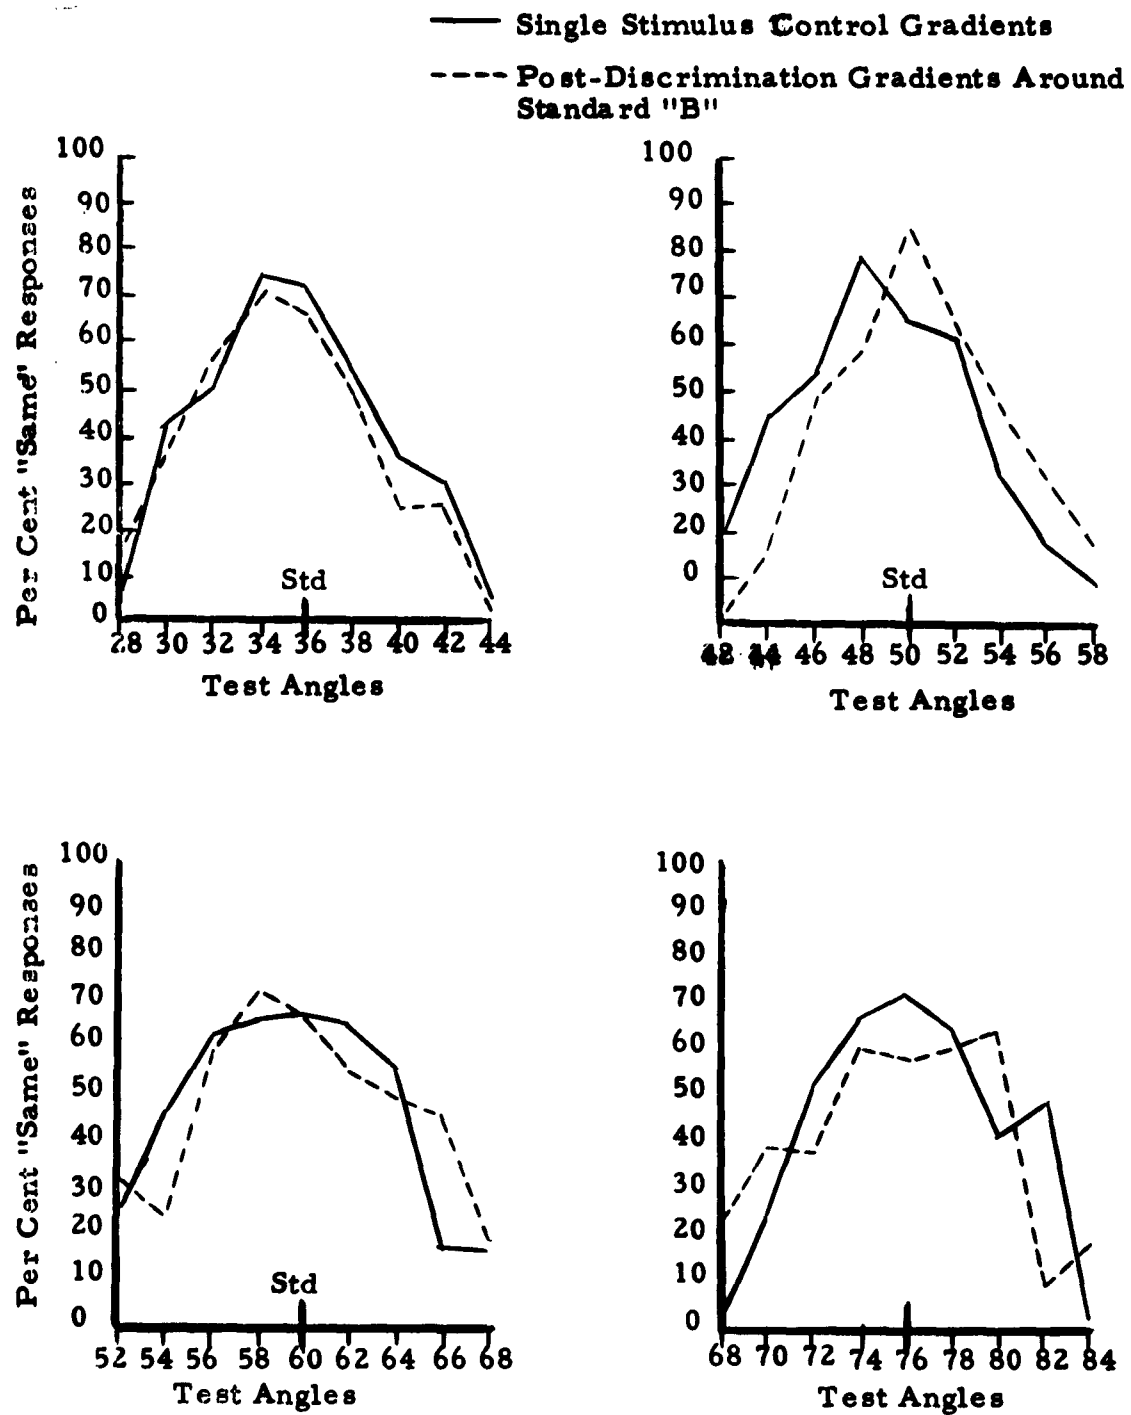 Single Stimulus Control Gradients
Post-Discrimination Gradients Around
Standard "B"
Per Cent "Same" Responses
100
90
80
70
60
50
40
30
20
10
0
Std
28 30 32 34 36 38 40 42 44
Test Angles
100
90
80
70
60
50
40
30
20
0
Std
46 48 50 52 54 56 58
Test Angles
Per Cent "Same" Responses
100
90
80
70
60
50
40
30
20
10
0
Std
52 54 56 58 60 62 64 66 68
Test Angles
100
90
80
70
60
50
40
30
20
10
0
68 70 72 74 76 78 80 82 84
Test Angles